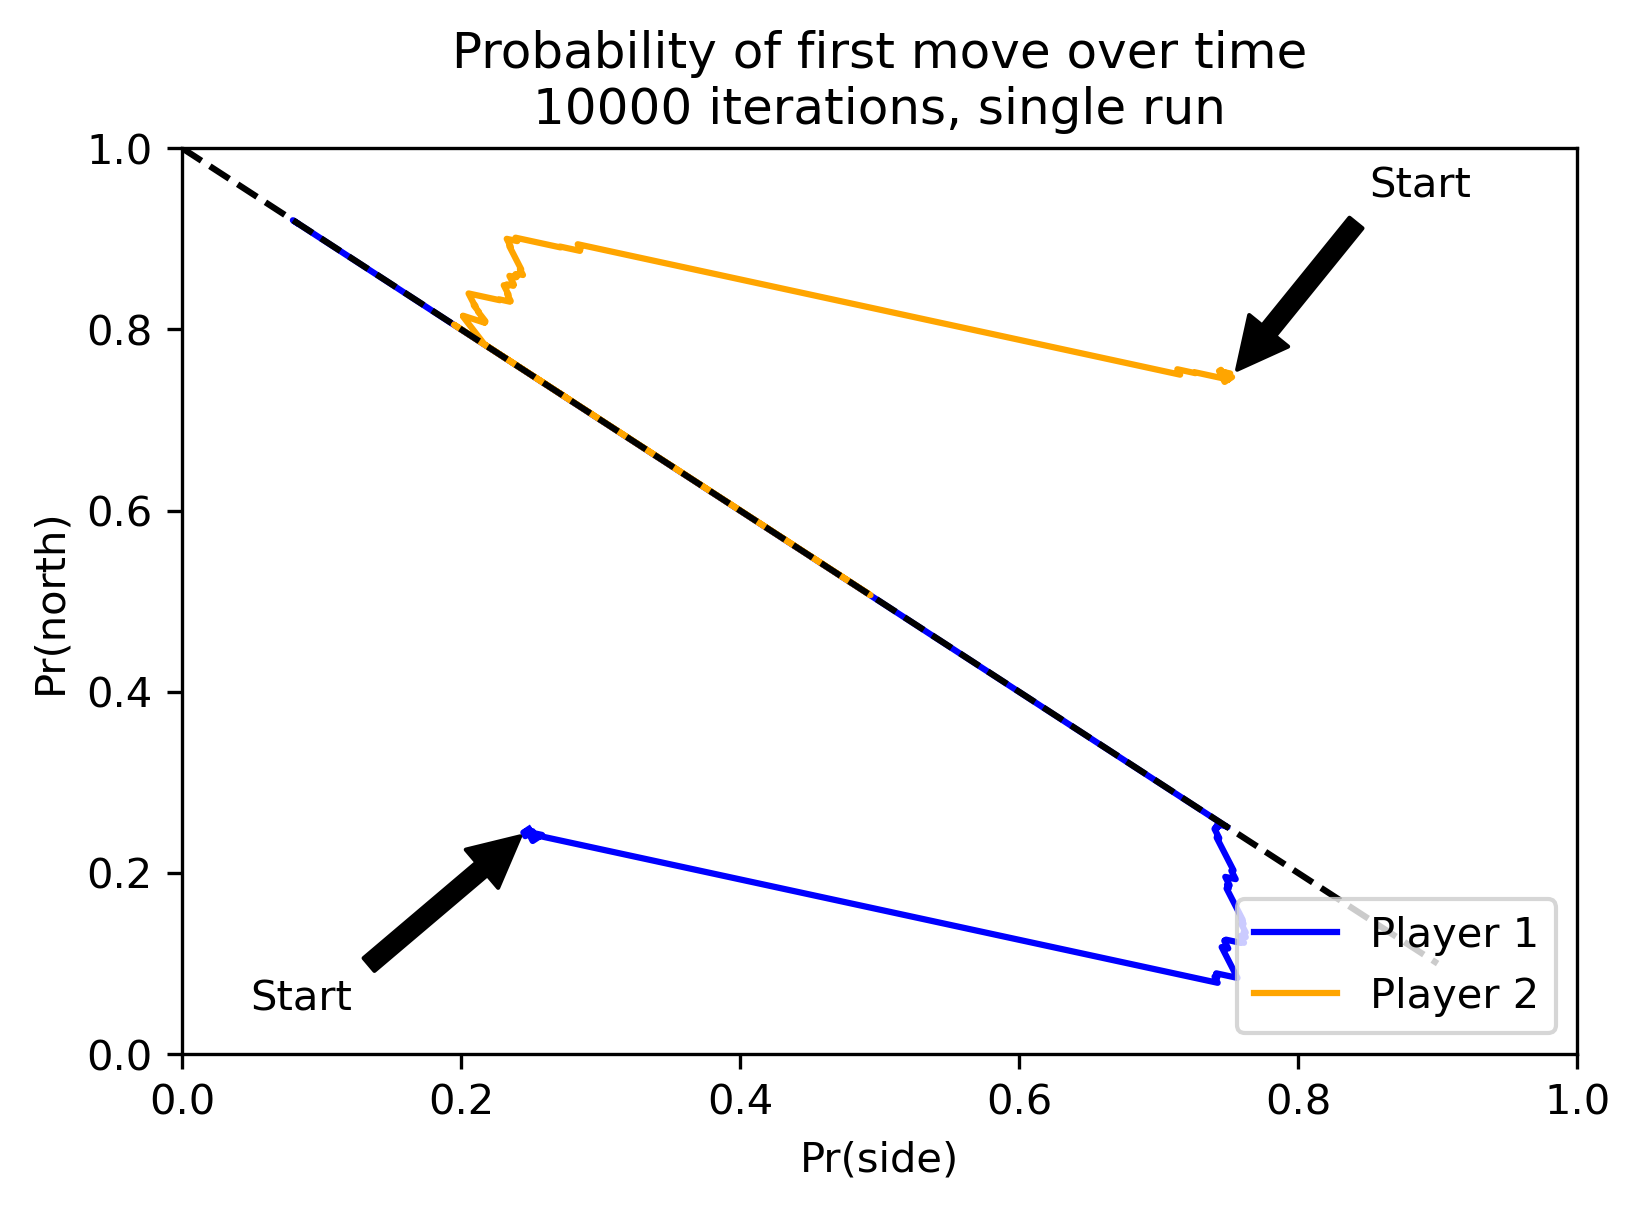 Probability of first move over time
10000 iterations, single run
1.0
0.8
0.6
0.4
0.2
0.0
Pr(north)
Start
Start
Player 1
Player 2
0.0 0.2 0.4 0.6 0.8 1.0
Pr(side)